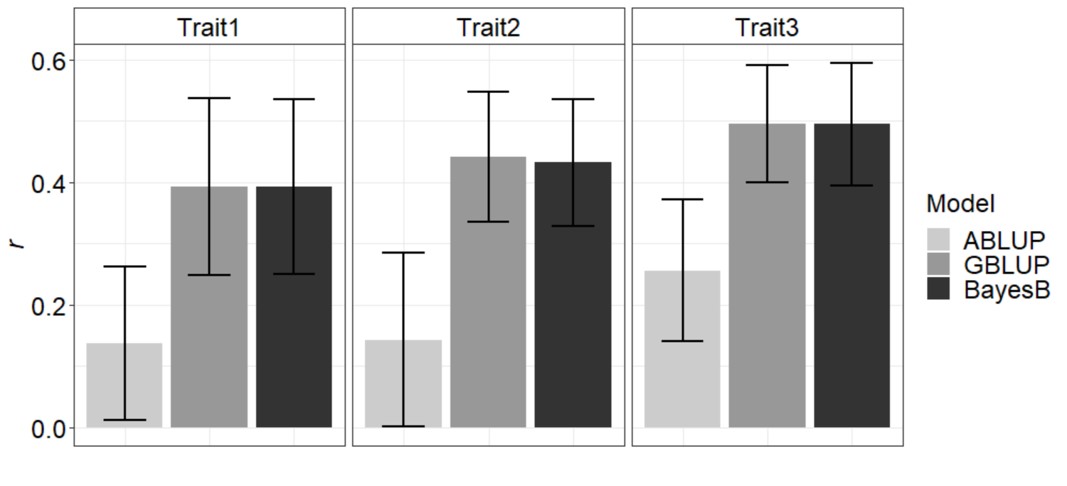 Trait1
Trait2
Trait3
0.6
0.4
0.2
0.0
r
Model
ABLUP
GBLUP
BayesB